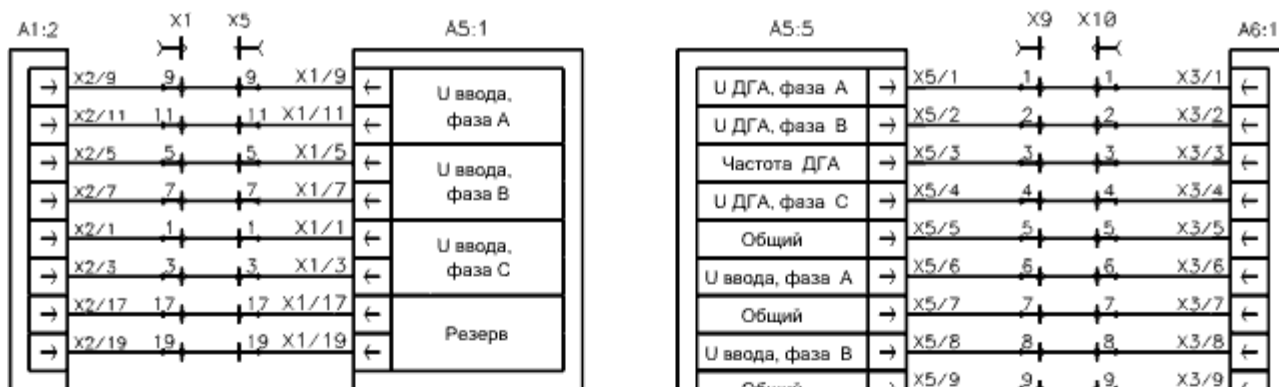 A1:2 X1 X5 A5:1
X2/9 9 9 X1/9
U ввода,
фаза А
X2/11 11 11 X1/11
X2/5 5 5 X1/5
U ввода,
фаза В
X2/7 7 7 X1/7
X2/1 1 1 X1/1
U ввода,
фаза С
X2/3 3 3 X1/3
X2/17 17 17 X1/17
Резерв
X2/19 19 19 X1/19
A5:5 X9 X10 A6:1
U ДГА, фаза А X5/1 1 1 X3/1
U ДГА, фаза В X5/2 2 2 X3/2
Частота ДГА X5/3 3 3 X3/3
U ДГА, фаза С X5/4 4 4 X3/4
Общий X5/5 5 5 X3/5
U ввода, фаза А X5/6 6 6 X3/6
Общий X5/7 7 7 X3/7
U ввода, фаза В X5/8 8 8 X3/8
Общий X5/9 9 9 X3/9